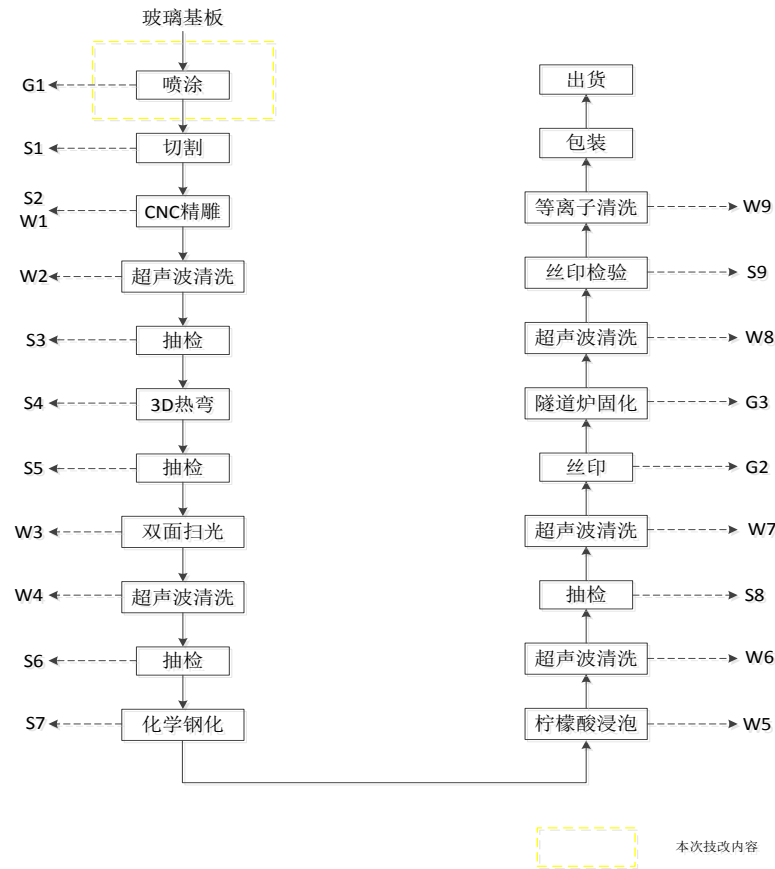 玻璃基板
G1
喷涂
S1
切割
S2
W1
CNC精雕
W2
超声波清洗
S3
抽检
S4
3D热弯
S5
抽检
W3
双面扫光
W4
超声波清洗
S6
抽检
S7
化学钢化
出货
包装
等离子清洗
W9
丝印检验
S9
超声波清洗
W8
隧道炉固化
G3
丝印
G2
超声波清洗
W7
抽检
S8
超声波清洗
W6
柠檬酸浸泡
W5
本次技改内容